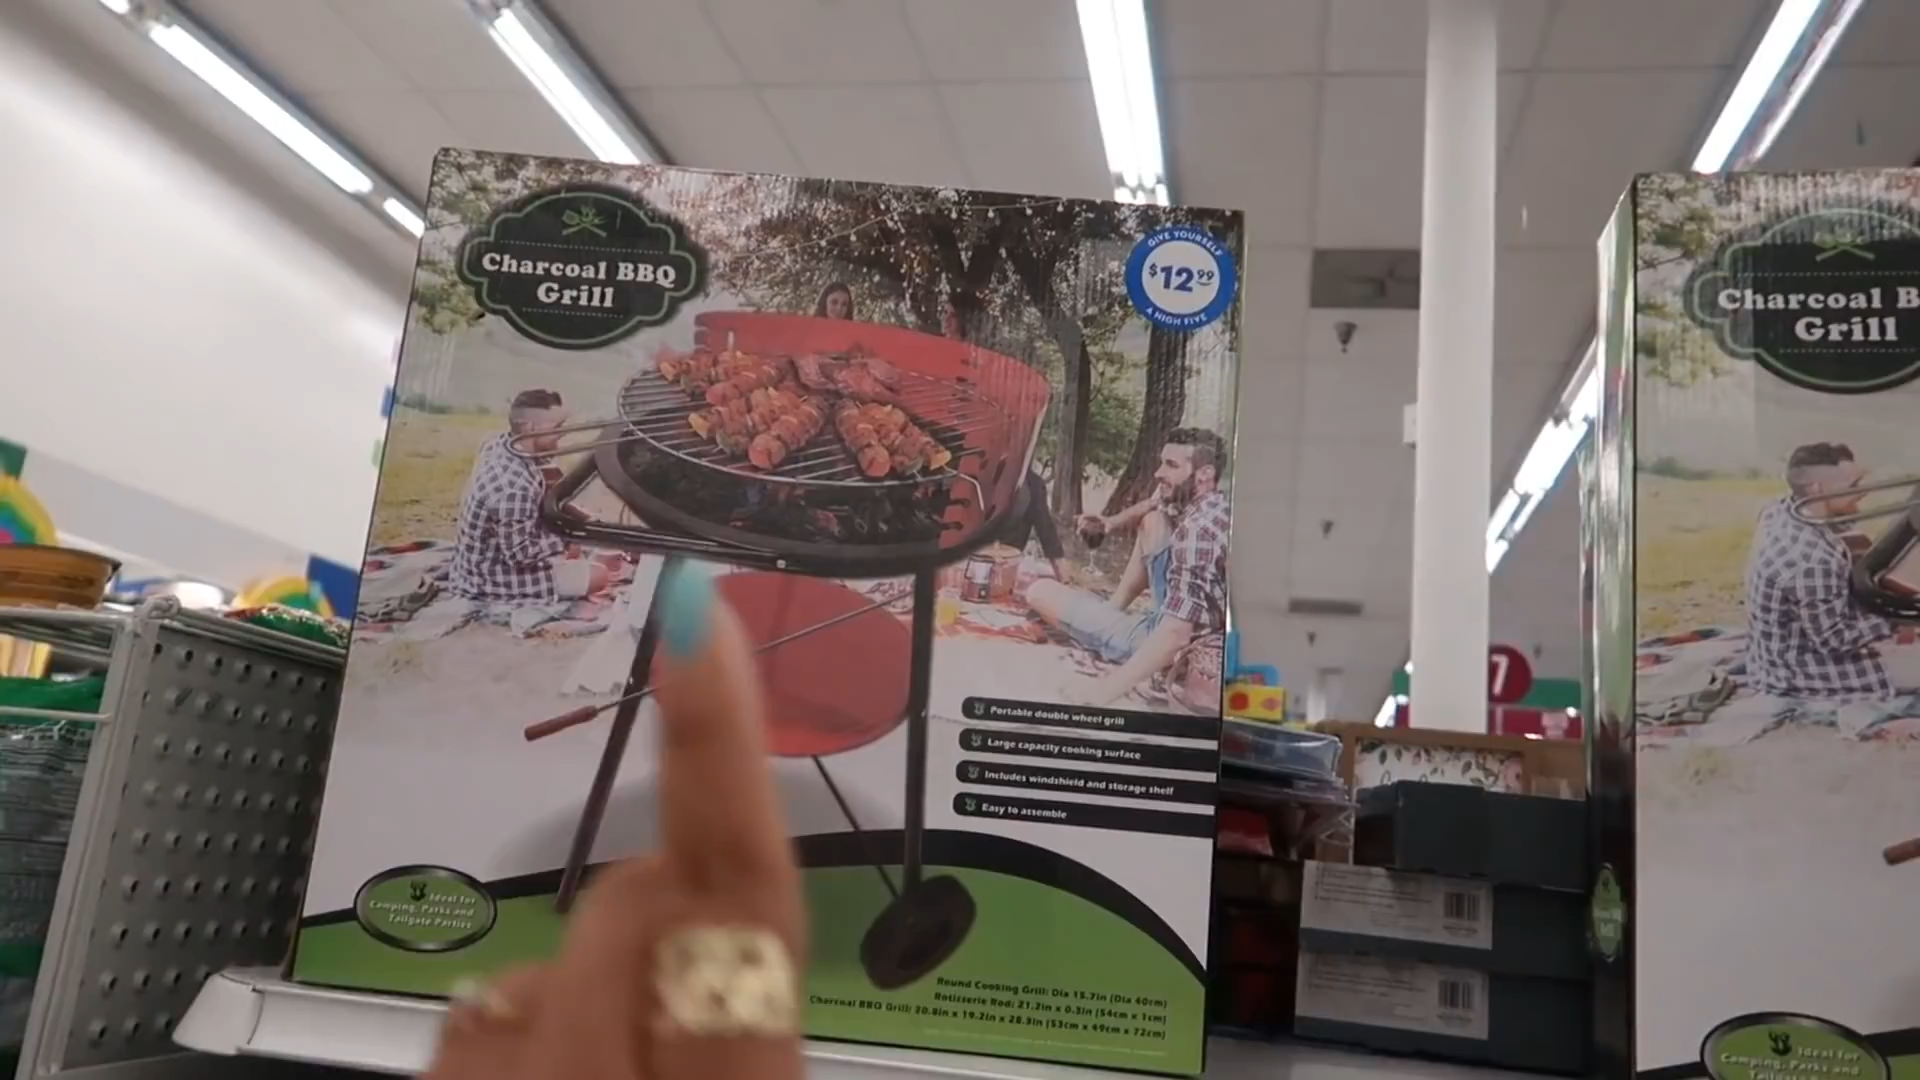 Charcoal BBQ
Grill
GIVE YOURSELF
$12.99
A HIGH FIVE
Portable double wheel grill
Large capacity cooking surface
Includes windshield and storage shelf
Easy to assemble
Ideal for
Camping, Parks and
Tailgate Parties
Round Cooking Grill: Dia 15.7in (Dia 40cm)
Rotisserie Rod: 21.2in x 0.3in (54cm x 1cm)
Charcoal BBQ Grill: 20.8in x 19.2in x 28.3in (53cm x 49cm x 72cm)
7
Charcoal B
Grill
Ideal for
Camping, Parks and
Tailgate